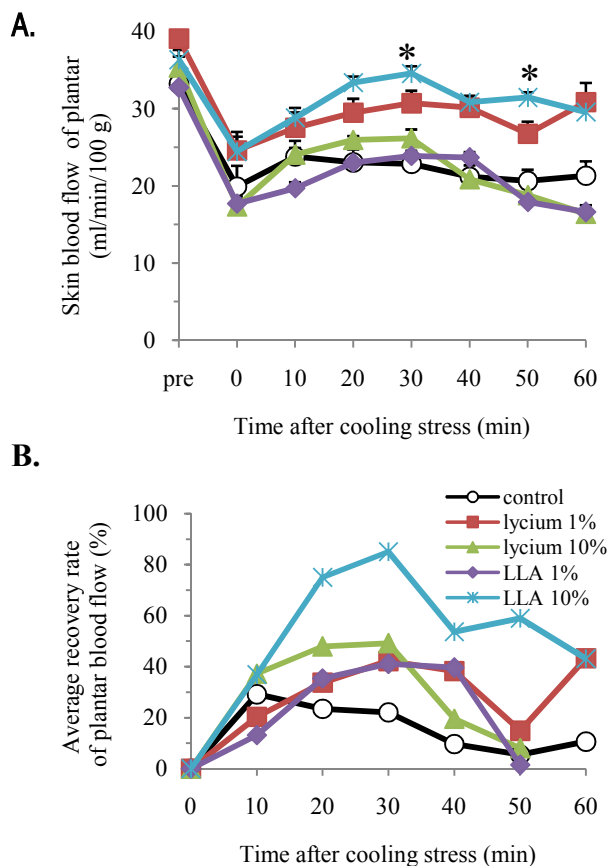 A.
Skin blood flow of plantar
(ml/min/100 g)
40
30
20
10
0
* *
pre 0 10 20 30 40 50 60
Time after cooling stress (min)
B.
Average recovery rate
of plantar blood flow (%)
100
80
60
40
20
0
control
lycium 1%
lycium 10%
LLA 1%
LLA 10%
0 10 20 30 40 50 60
Time after cooling stress (min)